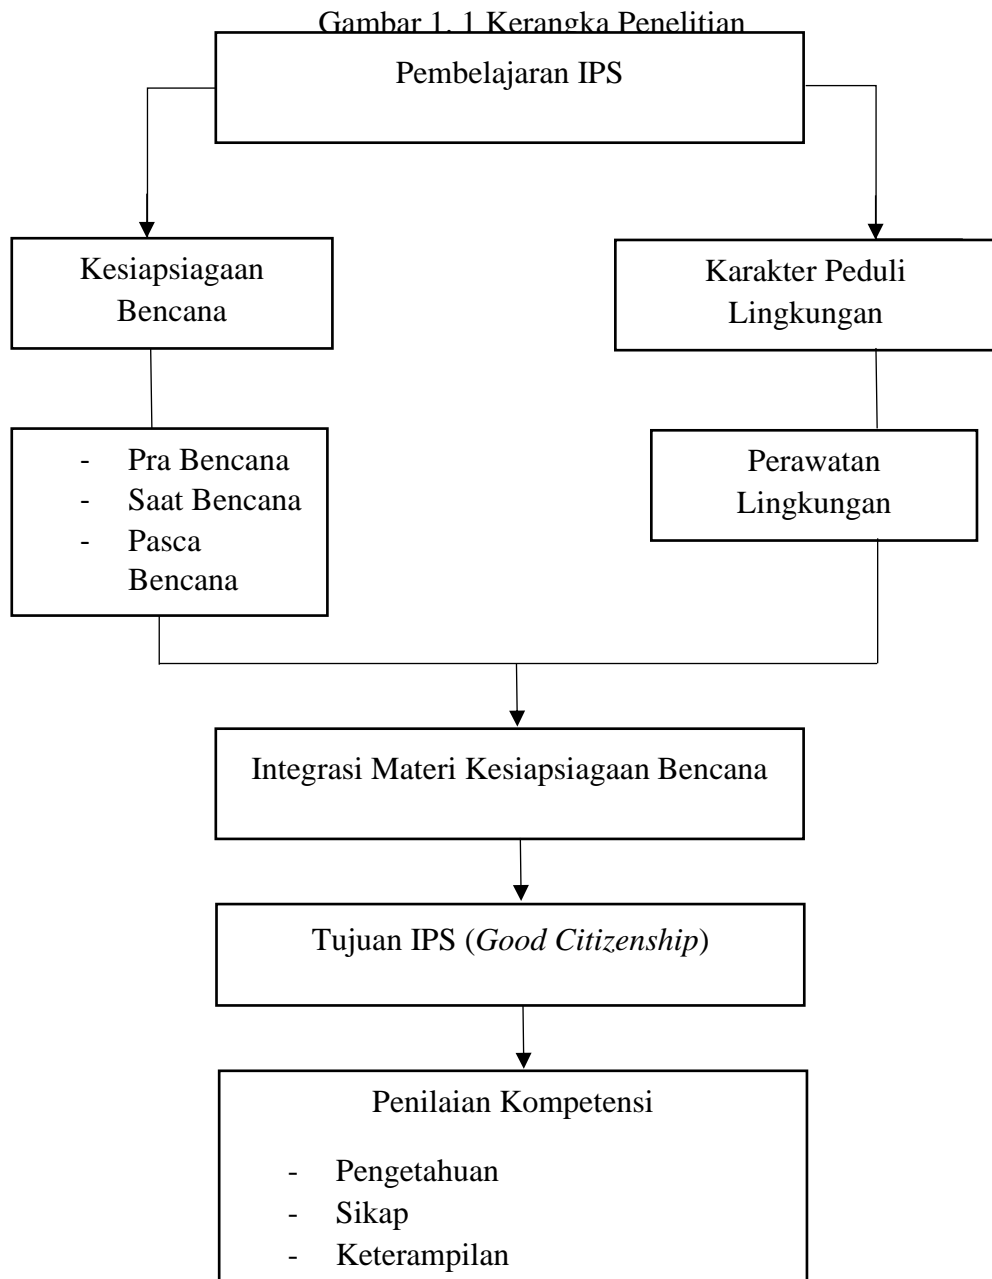 Gambar 1. 1 Kerangka Penelitian
Pembelajaran IPS
Kesiapsiagaan
Bencana
Karakter Peduli
Lingkungan
- Pra Bencana
- Saat Bencana
- Pasca
Bencana
Perawatan
Lingkungan
Integrasi Materi Kesiapsiagaan Bencana
Tujuan IPS (Good Citizenship)
Penilaian Kompetensi
- Pengetahuan
- Sikap
- Keterampilan